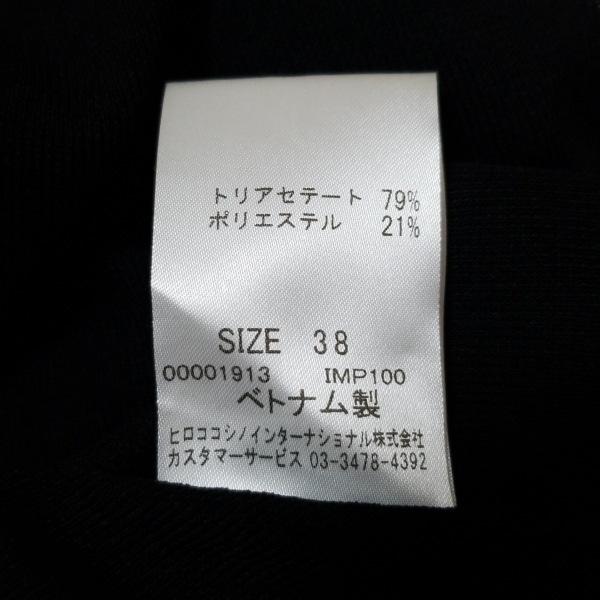 トリアセテート 79%
ポリエステル 21%
SIZE 38
00001913 IMP100
ベトナム製
ヒロココシノインターナショナル株式会社
カスタマーサービス 03-3478-4392